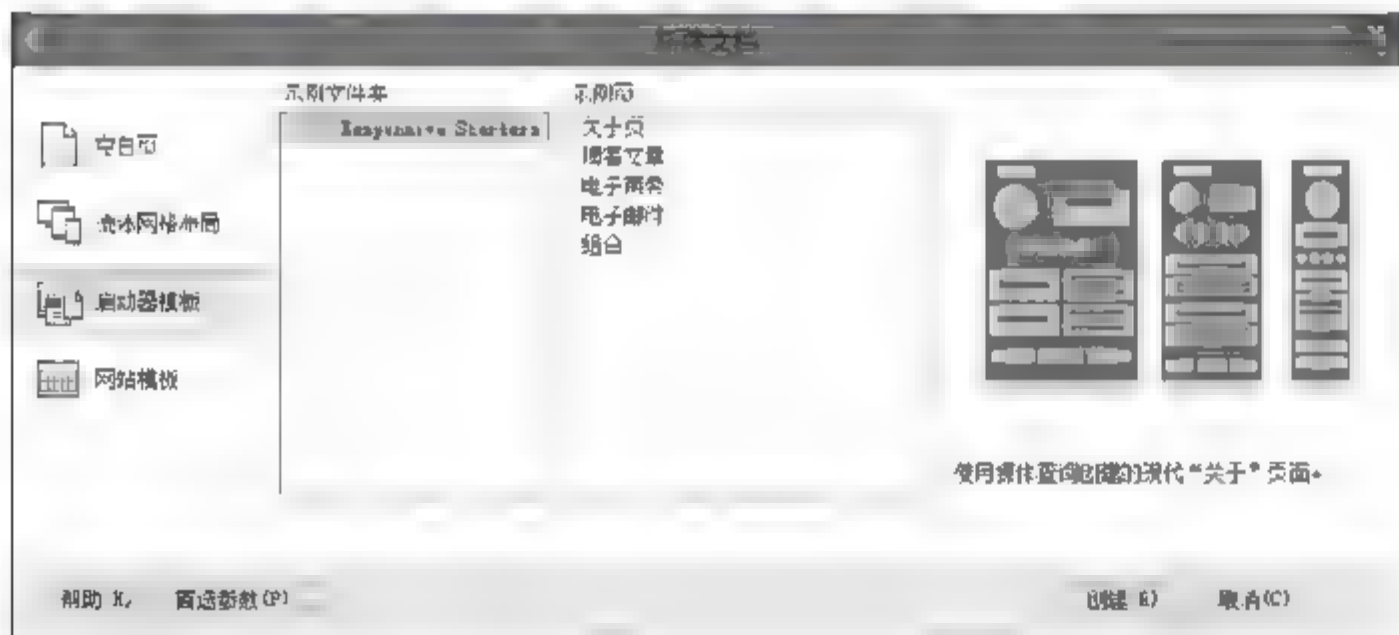 新建文档
示例文件夹
示例页
Responsive Starters
空白页
流体网格布局
启动器模板
网站模板
关于页
博客文章
电子商务
电子邮件
组合
使用媒体查询创建的现代“关于”页面。
帮助(H)
首选参数(P)
创建(R)
取消(C)